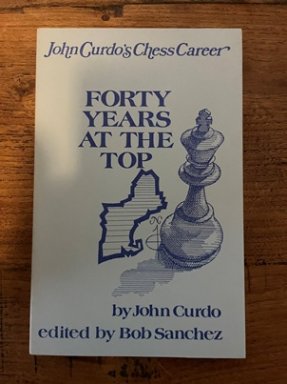 John Curdo's Chess Career
FORTY
YEARS
AT THE
TOP
by John Curdo
edited by Bob Sanchez